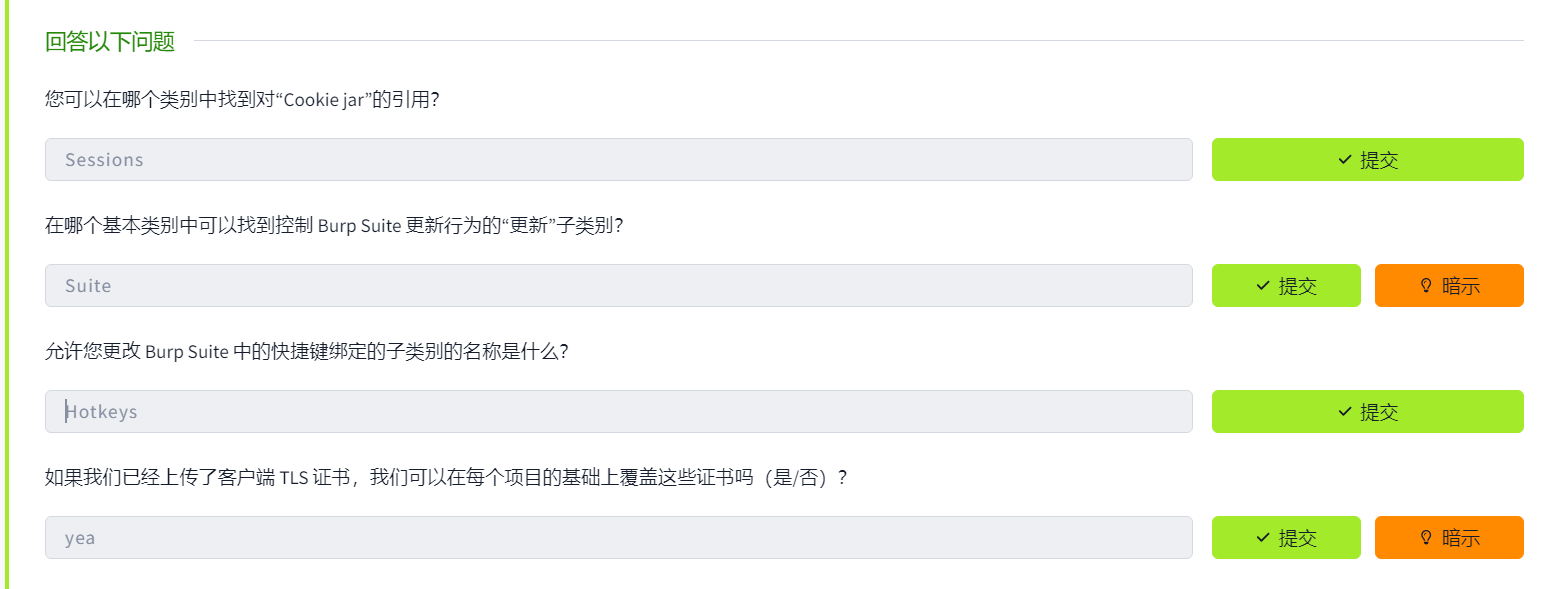 回答以下问题
您可以在哪个类别中找到对“Cookie jar”的引用？
Sessions
提交
在哪个基本类别中可以找到控制 Burp Suite 更新行为的“更新”子类别？
Suite
提交 暗示
允许您更改 Burp Suite 中的快捷键绑定的子类别的名称是什么？
Hotkeys
提交
如果我们已经上传了客户端 TLS 证书，我们可以在每个项目的基础上覆盖这些证书吗（是/否）？
yea
提交 暗示